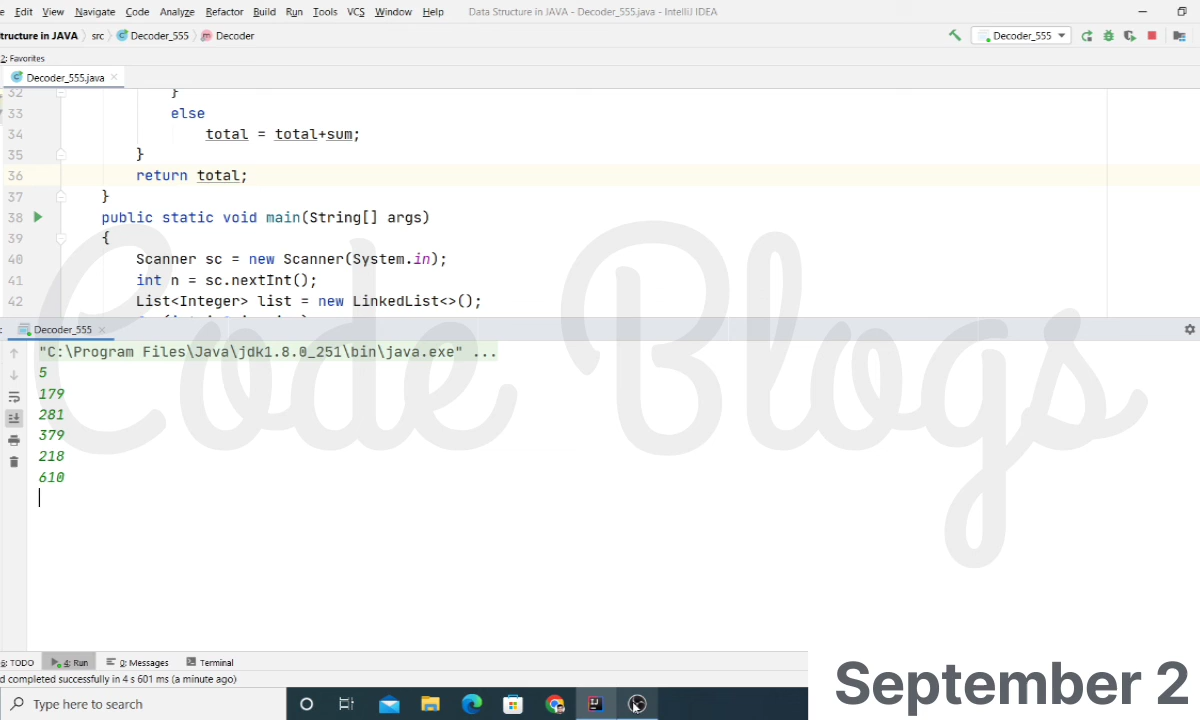 e Edit View Navigate Code Analyze Refactor Build Run Tools VCS Window Help Data Structure in JAVA - Decoder_555.java - IntelliJ IDEA
tructure in JAVA src Decoder_555 Decoder Decoder_555
2: Favorites
Decoder_555.java
32 }
33 else
34 total = total+sum;
35 }
36 return total;
37 }
38 public static void main(String[] args)
39 {
40 Scanner sc = new Scanner(System.in);
41 int n = sc.nextInt();
42 List<Integer> list = new LinkedList<>();
Code Blogs
: Decoder_555
"C:\Program Files\Java\jdk1.8.0_251\bin\java.exe" ...
5
179
281
379
218
610
6: TODO 4: Run 0: Messages Terminal
d completed successfully in 4 s 601 ms (a minute ago)
Type here to search
September 2